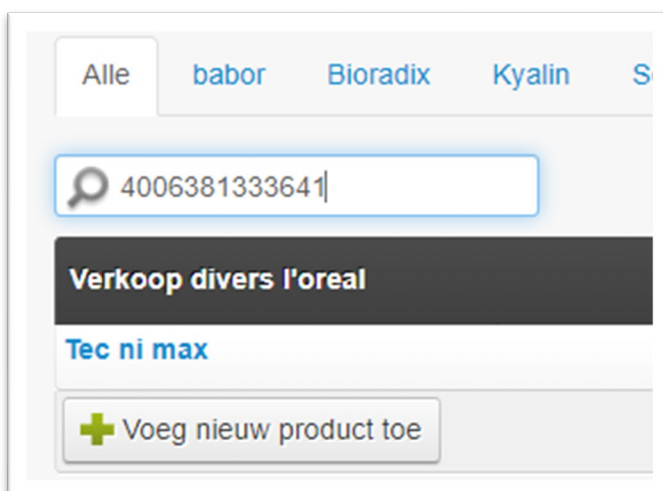 Alle babor Bioradix Kyalin
4006381333641
Verkoop divers l'oreal
Tec ni max
Voeg nieuw product toe